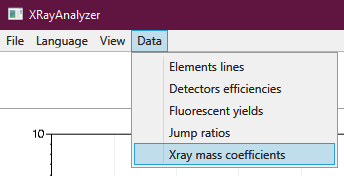 XRayAnalyzer
File Language View Data
Elements lines
Detectors efficiencies
Fluorescent yields
Jump ratios
Xray mass coefficients
10